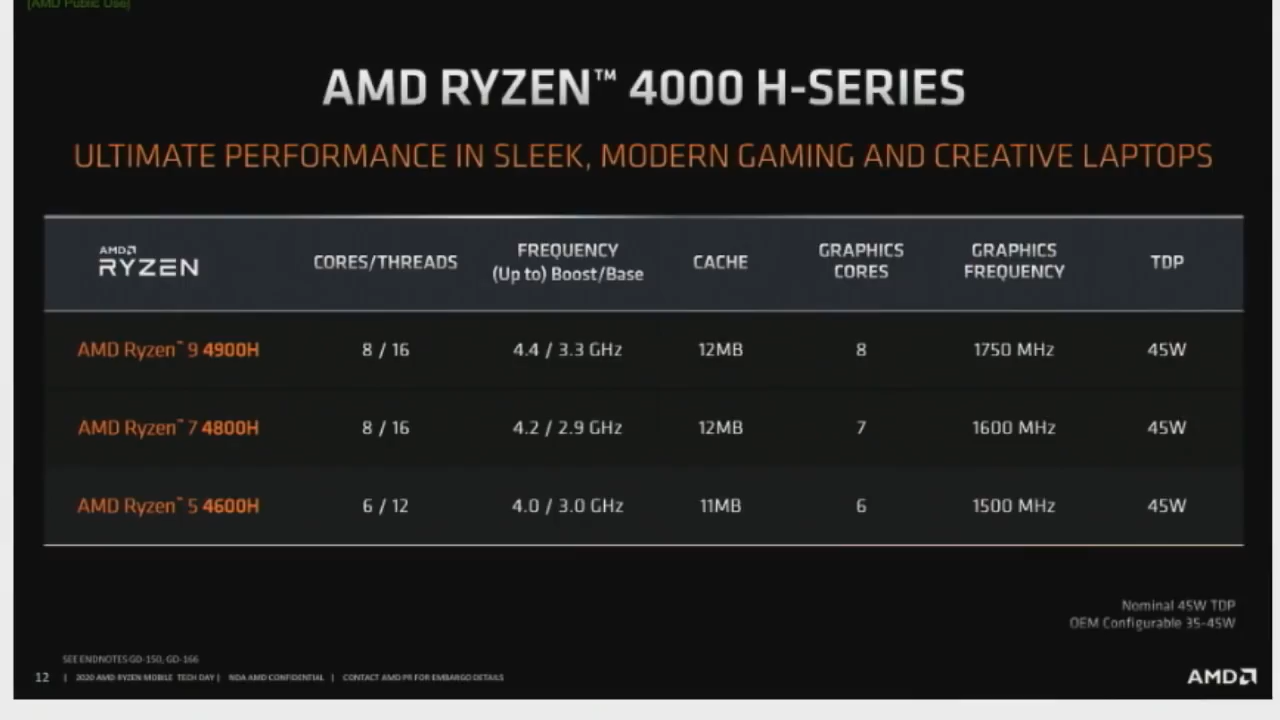 [AMD Public Use]
AMD RYZEN™ 4000 H-SERIES
ULTIMATE PERFORMANCE IN SLEEK, MODERN GAMING AND CREATIVE LAPTOPS
AMD RYZEN CORES/THREADS FREQUENCY (Up to) Boost/Base CACHE GRAPHICS CORES GRAPHICS FREQUENCY TDP
AMD Ryzen™ 9 4900H 8 / 16 4.4 / 3.3 GHz 12MB 8 1750 MHz 45W
AMD Ryzen™ 7 4800H 8 / 16 4.2 / 2.9 GHz 12MB 7 1600 MHz 45W
AMD Ryzen™ 5 4600H 6 / 12 4.0 / 3.0 GHz 11MB 6 1500 MHz 45W
Nominal 45W TDP
OEM Configurable 35-45W
SEE ENDNOTES GD-150, GD-166
12 | 2020 AMD RYZEN MOBILE TECH DAY | NDA AMD CONFIDENTIAL | CONTACT AMD PR FOR EMBARGO DETAILS
AMD